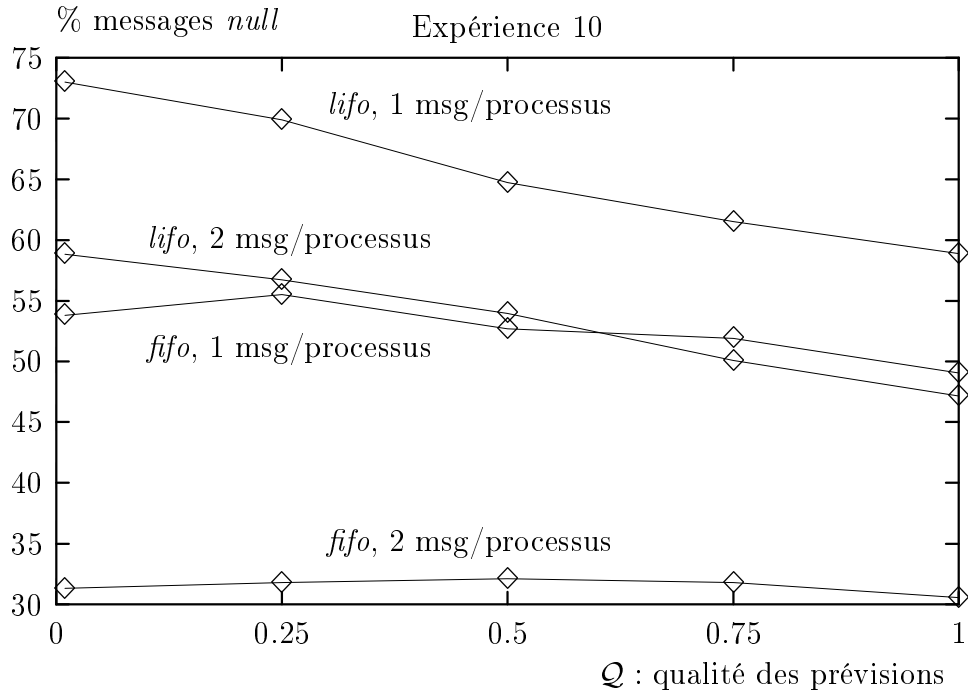 % messages null
Expérience 10
75
70
65
60
55
50
45
40
35
30
lifo, 1 msg/processus
lifo, 2 msg/processus
fifo, 1 msg/processus
fifo, 2 msg/processus
0 0.25 0.5 0.75 1
Q : qualité des prévisions